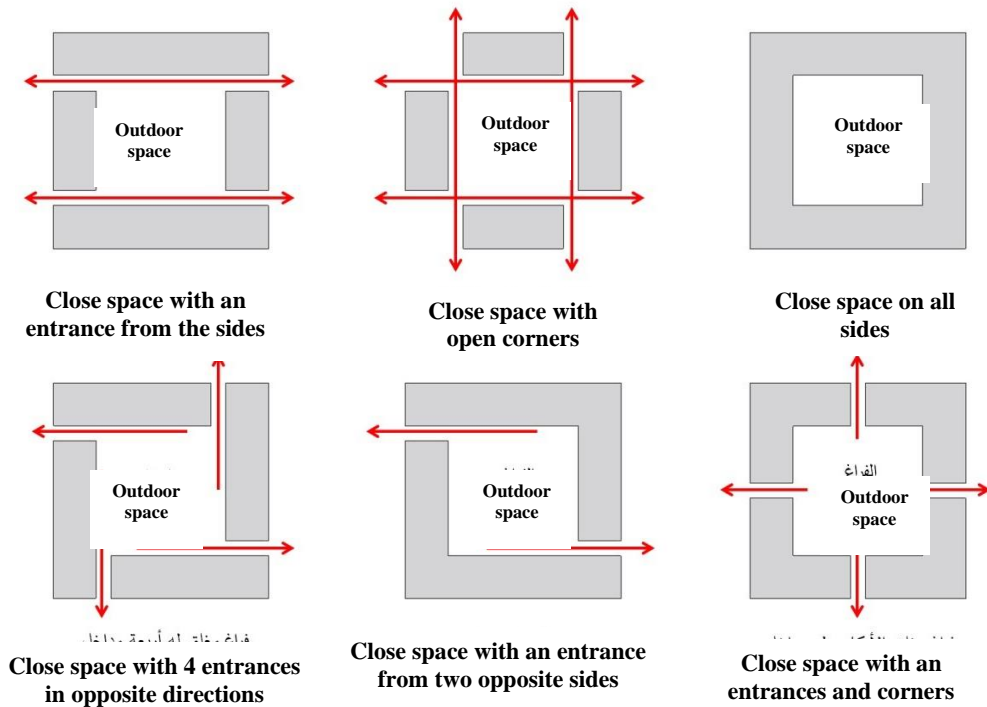 Outdoor
space
Outdoor
space
Outdoor
space
Close space with an
entrance from the sides
Close space with
open corners
Close space on all
sides
Outdoor
space
Outdoor
space
الفراغ
Outdoor
space
Close space with 4 entrances
in opposite directions
Close space with an entrance
from two opposite sides
Close space with an
entrances and corners